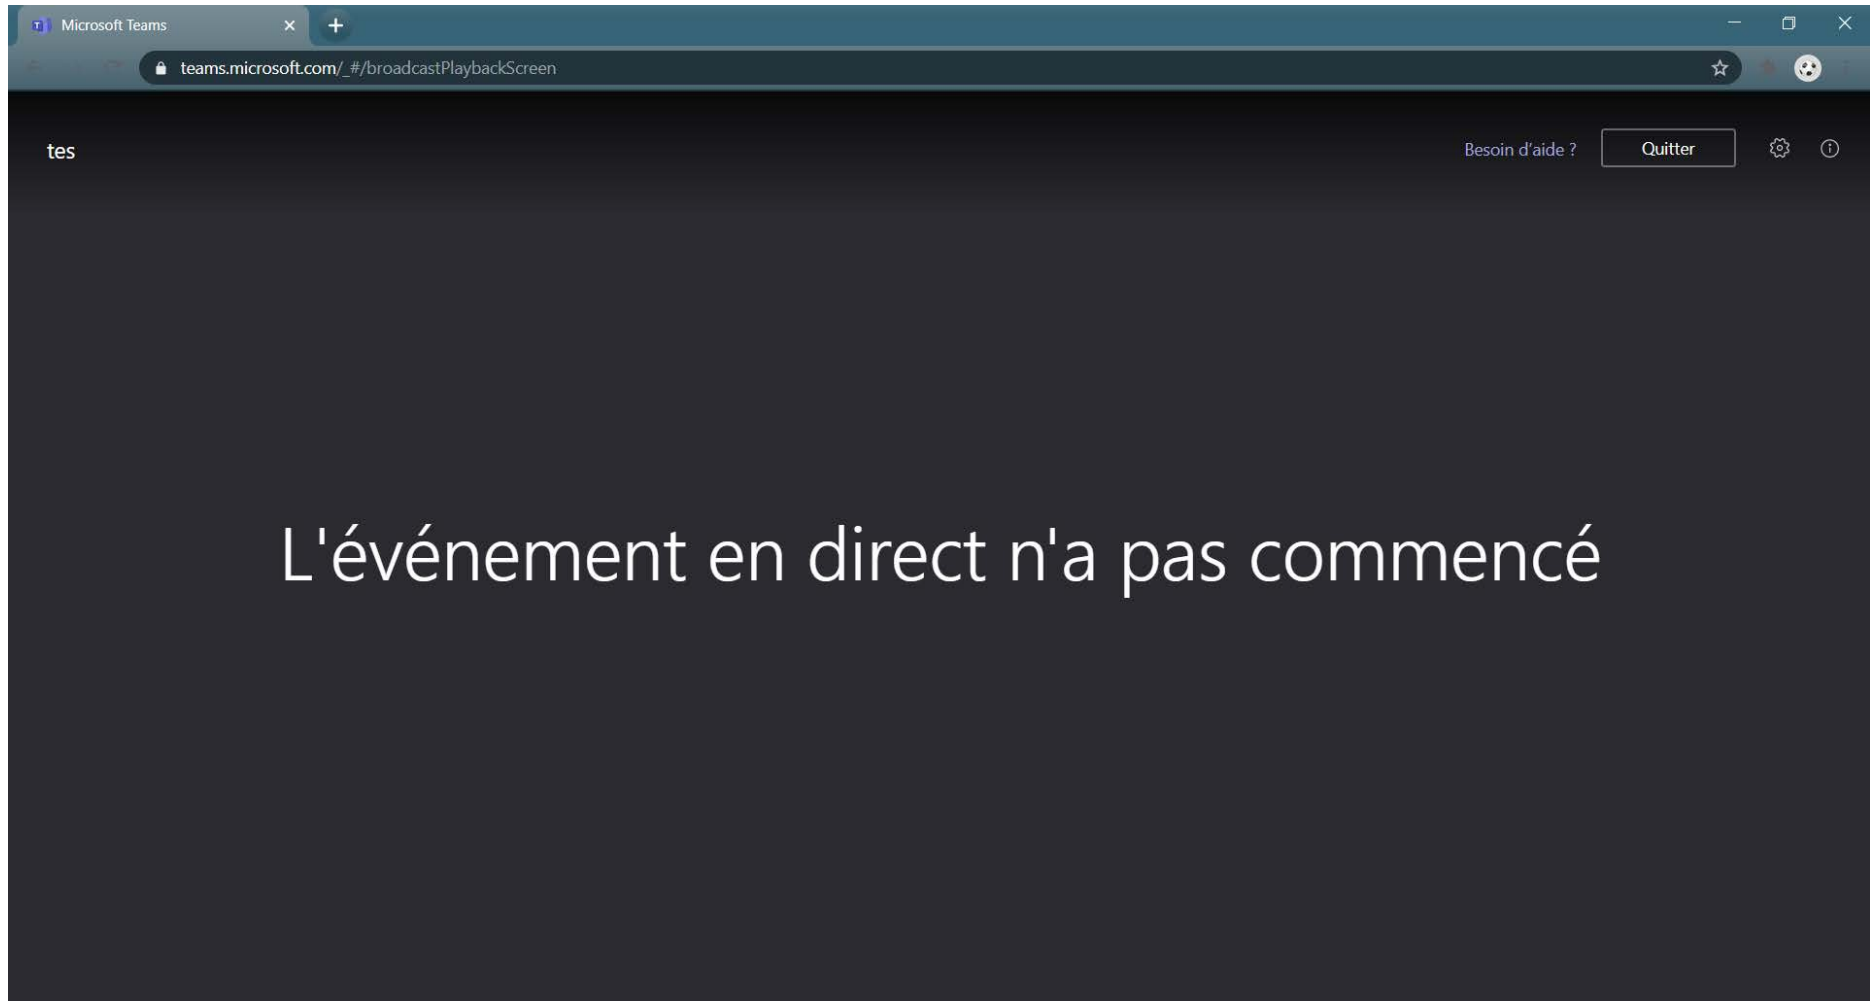 Microsoft Teams
teams.microsoft.com/_#/broadcastPlaybackScreen
tes
Besoin d'aide ?
Quitter
L'événement en direct n'a pas commencé